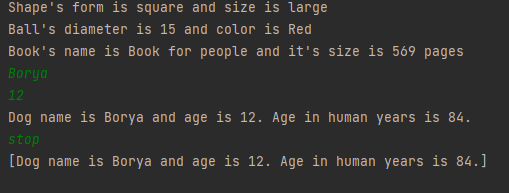 Shape's form is square and size is large
Ball's diameter is 15 and color is Red
Book's name is Book for people and it's size is 569 pages
Borya
12
Dog name is Borya and age is 12. Age in human years is 84.
stop
[Dog name is Borya and age is 12. Age in human years is 84.]